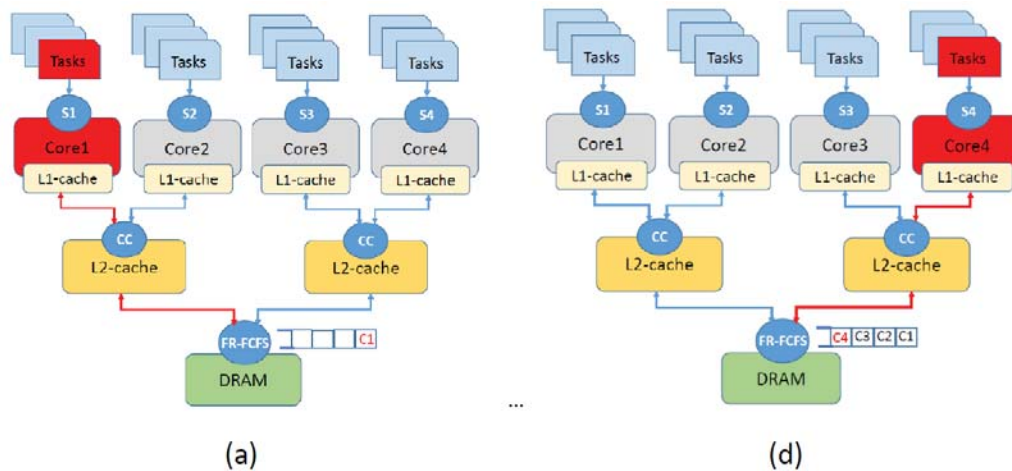 Tasks Tasks Tasks Tasks Tasks Tasks Tasks Tasks
S1 S2 S3 S4 S1 S2 S3 S4
Core1 Core2 Core3 Core4 Core1 Core2 Core3 Core4
L1-cache L1-cache L1-cache L1-cache L1-cache L1-cache L1-cache L1-cache
CC CC CC CC
L2-cache L2-cache L2-cache L2-cache
FR-FCFS C1 FR-FCFS C4 C3 C2 C1
DRAM DRAM
...
(a) (d)